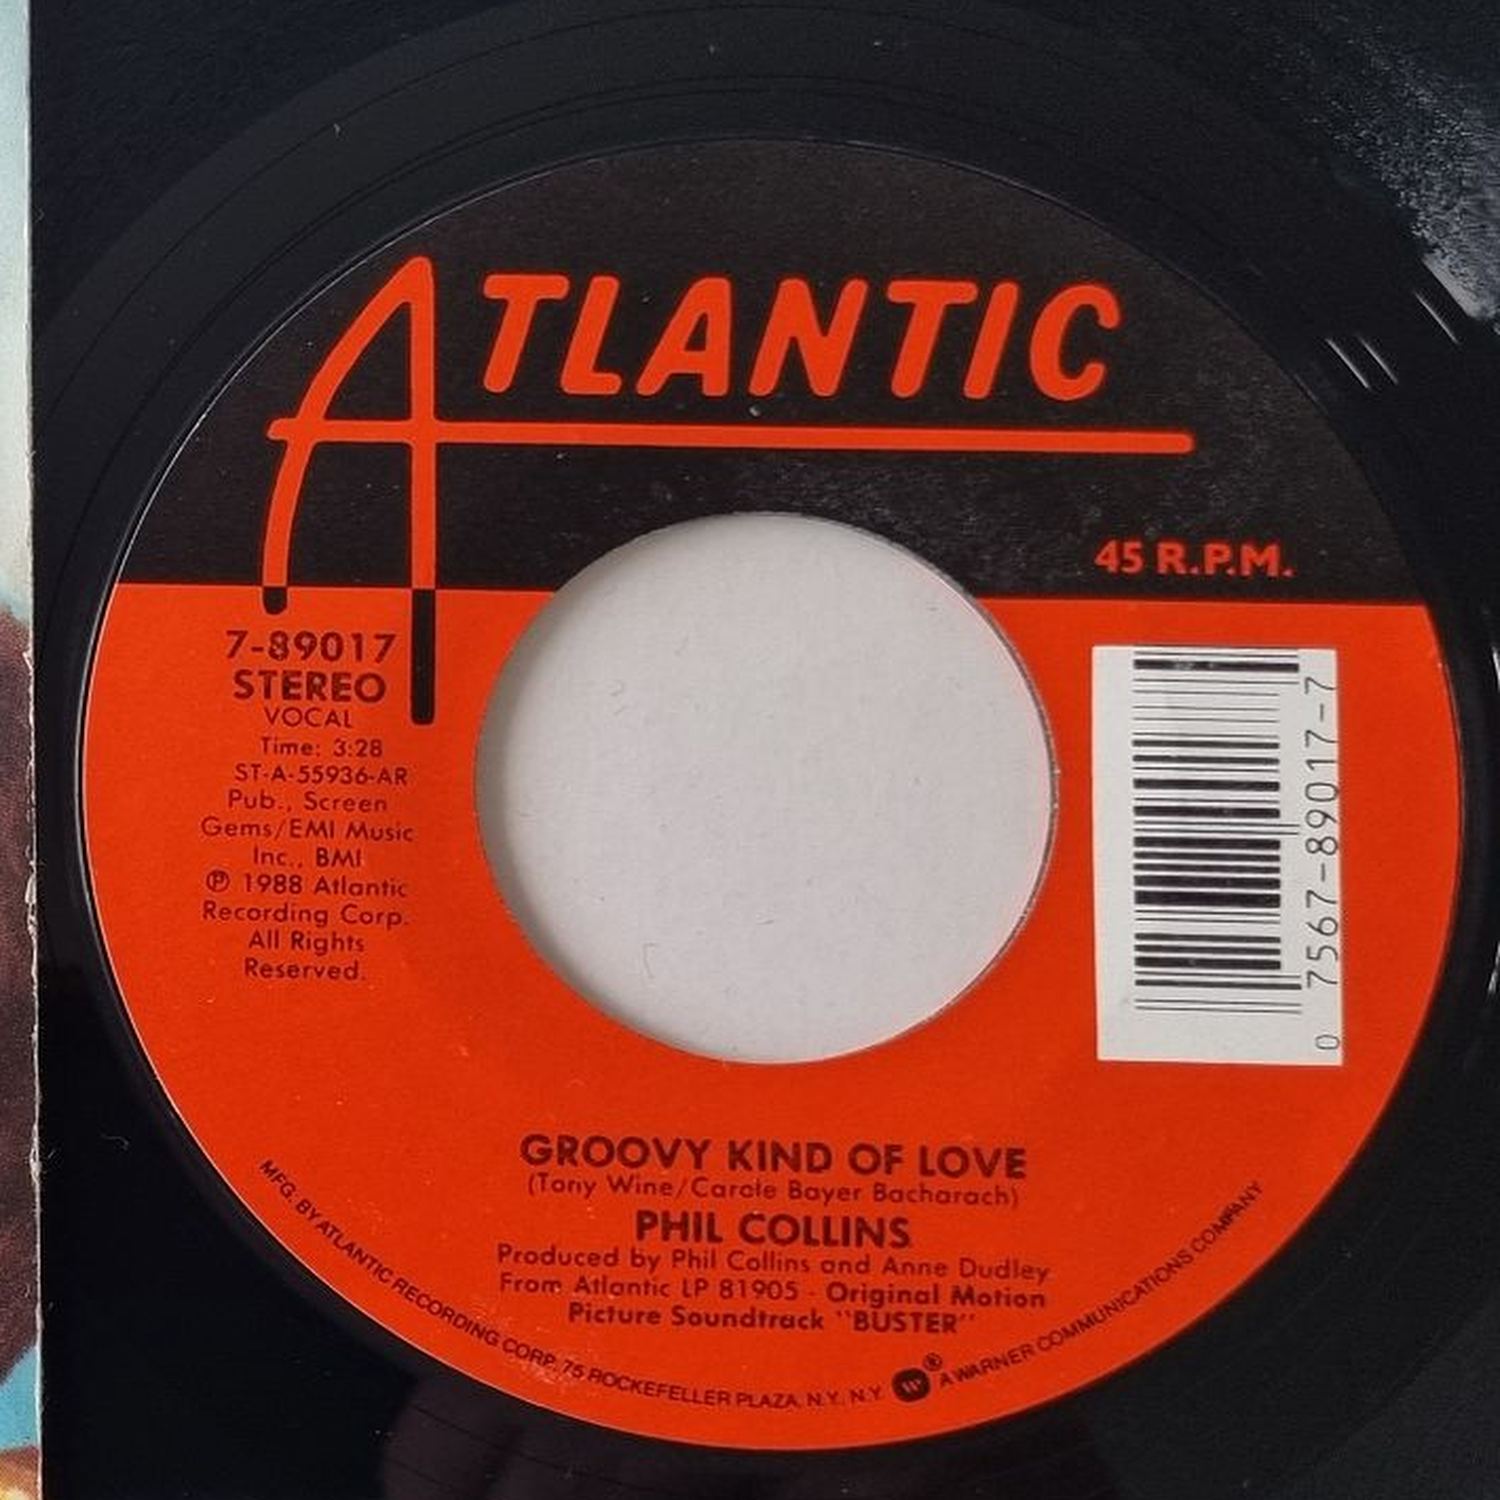 ATLANTIC
45 R.P.M.
7-89017
STEREO
VOCAL
Time: 3:28
ST-A-55936-AR
Pub., Screen
Gems/EMI Music
Inc., BMI
℗ 1988 Atlantic
Recording Corp.
All Rights
Reserved.
0 7567-89017-7
GROOVY KIND OF LOVE
(Tony Wine/Carole Bayer Bacharach)
PHIL COLLINS
Produced by Phil Collins and Anne Dudley
From Atlantic LP 81905 - Original Motion
Picture Soundtrack "BUSTER"
MFG. BY ATLANTIC RECORDING CORP. 75 ROCKEFELLER PLAZA, N.Y. N.Y. ® A WARNER COMMUNICATIONS COMPANY